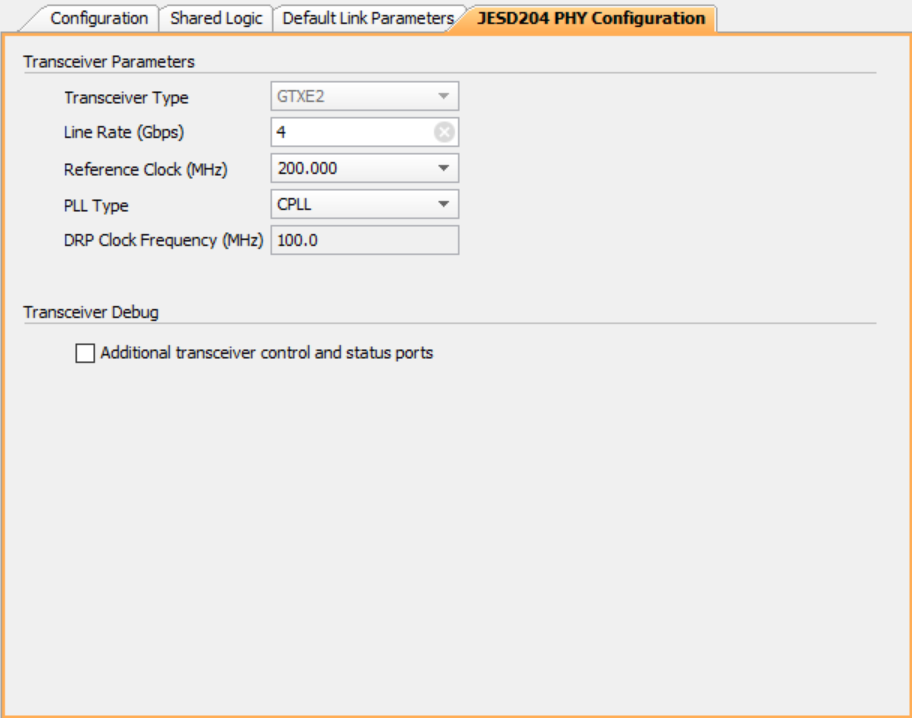 Configuration Shared Logic Default Link Parameters JESD204 PHY Configuration
Transceiver Parameters
Transceiver Type GTXE2
Line Rate (Gbps) 4
Reference Clock (MHz) 200.000
PLL Type CPLL
DRP Clock Frequency (MHz) 100.0
Transceiver Debug
Additional transceiver control and status ports